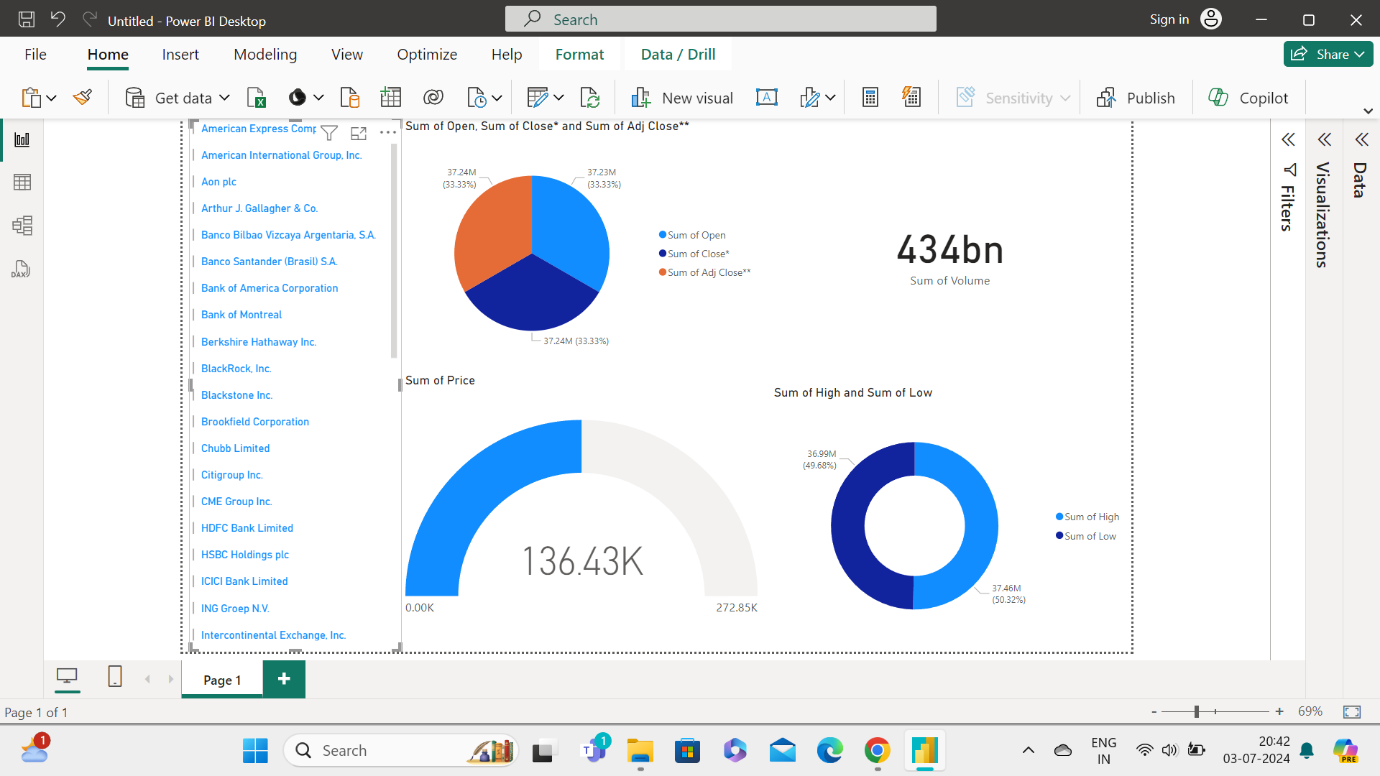 Untitled - Power BI Desktop
Search
Sign in
File
Home
Insert
Modeling
View
Optimize
Help
Format
Data / Drill
Share
Get data
New visual
Sensitivity
Publish
Copilot
American Express Comp
American International Group, Inc.
Aon plc
Arthur J. Gallagher & Co.
Banco Bilbao Vizcaya Argentaria, S.A.
Banco Santander (Brasil) S.A.
Bank of America Corporation
Bank of Montreal
Berkshire Hathaway Inc.
BlackRock, Inc.
Blackstone Inc.
Brookfield Corporation
Chubb Limited
Citigroup Inc.
CME Group Inc.
HDFC Bank Limited
HSBC Holdings plc
ICICI Bank Limited
ING Groep N.V.
Intercontinental Exchange, Inc.
Sum of Open, Sum of Close* and Sum of Adj Close**
37.24M
(33.33%)
37.23M
(33.33%)
37.24M (33.33%)
Sum of Open
Sum of Close*
Sum of Adj Close**
434bn
Sum of Volume
Sum of Price
136.43K
0.00K
272.85K
Sum of High and Sum of Low
36.99M
(49.68%)
37.46M
(50.32%)
Sum of High
Sum of Low
Filters
Visualizations
Data
DAX
Page 1
+
Page 1 of 1
- + 69%
1
Search
1
ENG
IN
20:42
03-07-2024
PRE